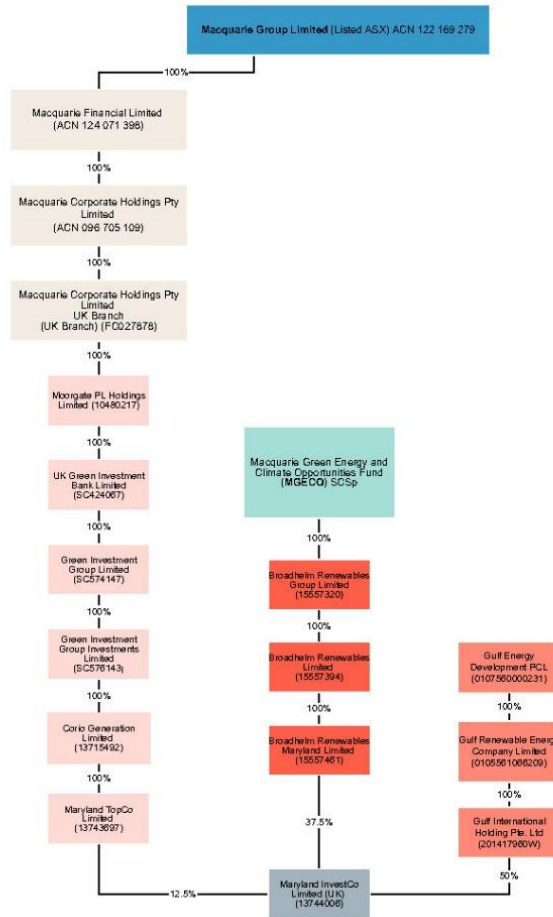 Macquarie Group Limited (Listed ASX) ACN 122 169 279
100%
Macquarie Financial Limited
(ACN 124 071 398)
100%
Macquarie Corporate Holdings Pty
Limited
(ACN 096 705 109)
100%
Macquarie Corporate Holdings Pty
Limited
UK Branch
(UK Branch) (FC027878)
100%
Moorgate PL Holdings
Limited (10480217)
100%
UK Green Investment
Bank Limited
(SC424067)
100%
Green Investment
Group Limited
(SC574147)
100%
Green Investment
Group Investments
Limited
(SC576143)
100%
Corio Generation
Limited
(13715492)
100%
Maryland TopCo
Limited
(13743697)
12.5%
Macquarie Green Energy and
Climate Opportunities Fund
(MGECO) SCSp
100%
Broadhelm Renewables
Group Limited
(15557320)
100%
Broadhelm Renewables
Limited
(15557394)
100%
Broadhelm Renewables
Maryland Limited
(15557461)
37.5%
Gulf Energy
Development PCL
(0107560000231)
100%
Gulf Renewable Energy
Company Limited
(0105561066209)
100%
Gulf International
Holding Pte. Ltd
(201417960W)
50%
Maryland InvestCo
Limited (UK)
(13744006)